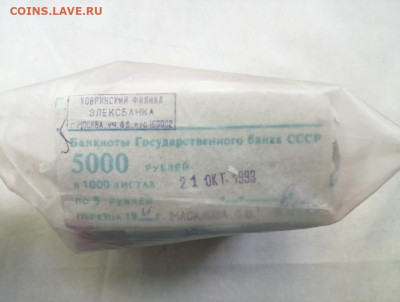 COINS.LAVE.RU
ХОВРИНСКИЙ ФИЛИАЛ
ЭЛЕКСБАНКА
МОСКВА
Банкноты Государственного банка СССР
5000 РУБЛЕЙ
в 1000 листах
21 ОКТ. 1993
по 5 рублей